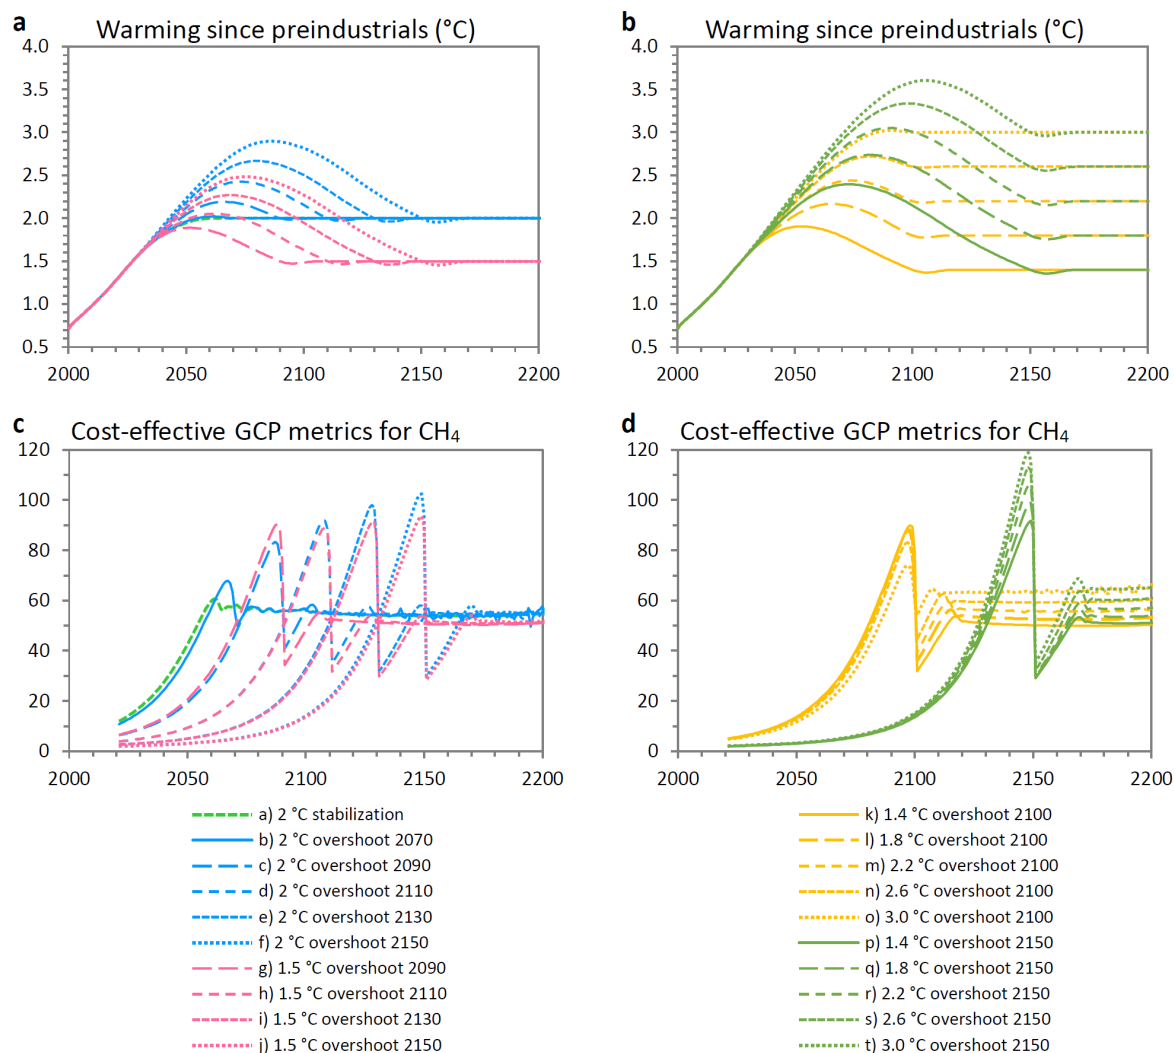 a
Warming since preindustrials (°C)
4.0
3.5
3.0
2.5
2.0
1.5
1.0
0.5
2000 2050 2100 2150 2200
b
Warming since preindustrials (°C)
4.0
3.5
3.0
2.5
2.0
1.5
1.0
0.5
2000 2050 2100 2150 2200
c
Cost-effective GCP metrics for CH₄
120
100
80
60
40
20
0
2000 2050 2100 2150 2200
d
Cost-effective GCP metrics for CH₄
120
100
80
60
40
20
0
2000 2050 2100 2150 2200
a) 2 °C stabilization
b) 2 °C overshoot 2070
c) 2 °C overshoot 2090
d) 2 °C overshoot 2110
e) 2 °C overshoot 2130
f) 2 °C overshoot 2150
g) 1.5 °C overshoot 2090
h) 1.5 °C overshoot 2110
i) 1.5 °C overshoot 2130
j) 1.5 °C overshoot 2150
k) 1.4 °C overshoot 2100
l) 1.8 °C overshoot 2100
m) 2.2 °C overshoot 2100
n) 2.6 °C overshoot 2100
o) 3.0 °C overshoot 2100
p) 1.4 °C overshoot 2150
q) 1.8 °C overshoot 2150
r) 2.2 °C overshoot 2150
s) 2.6 °C overshoot 2150
t) 3.0 °C overshoot 2150